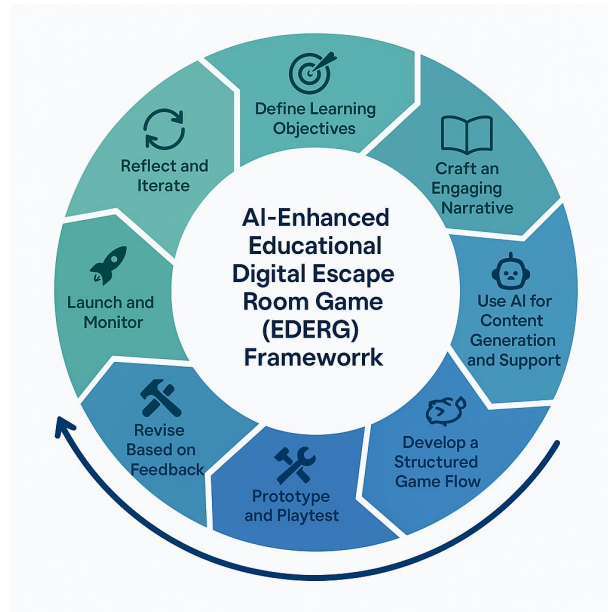 AI-Enhanced
Educational
Digital Escape
Room Game
(EDERG)
Frameworrk
Define Learning
Objectives
Craft an
Engaging
Narrative
Use AI for
Content
Generation
and Support
Develop a
Structured
Game Flow
Prototype
and Playtest
Revise
Based on
Feedback
Launch and
Monitor
Reflect and
Iterate